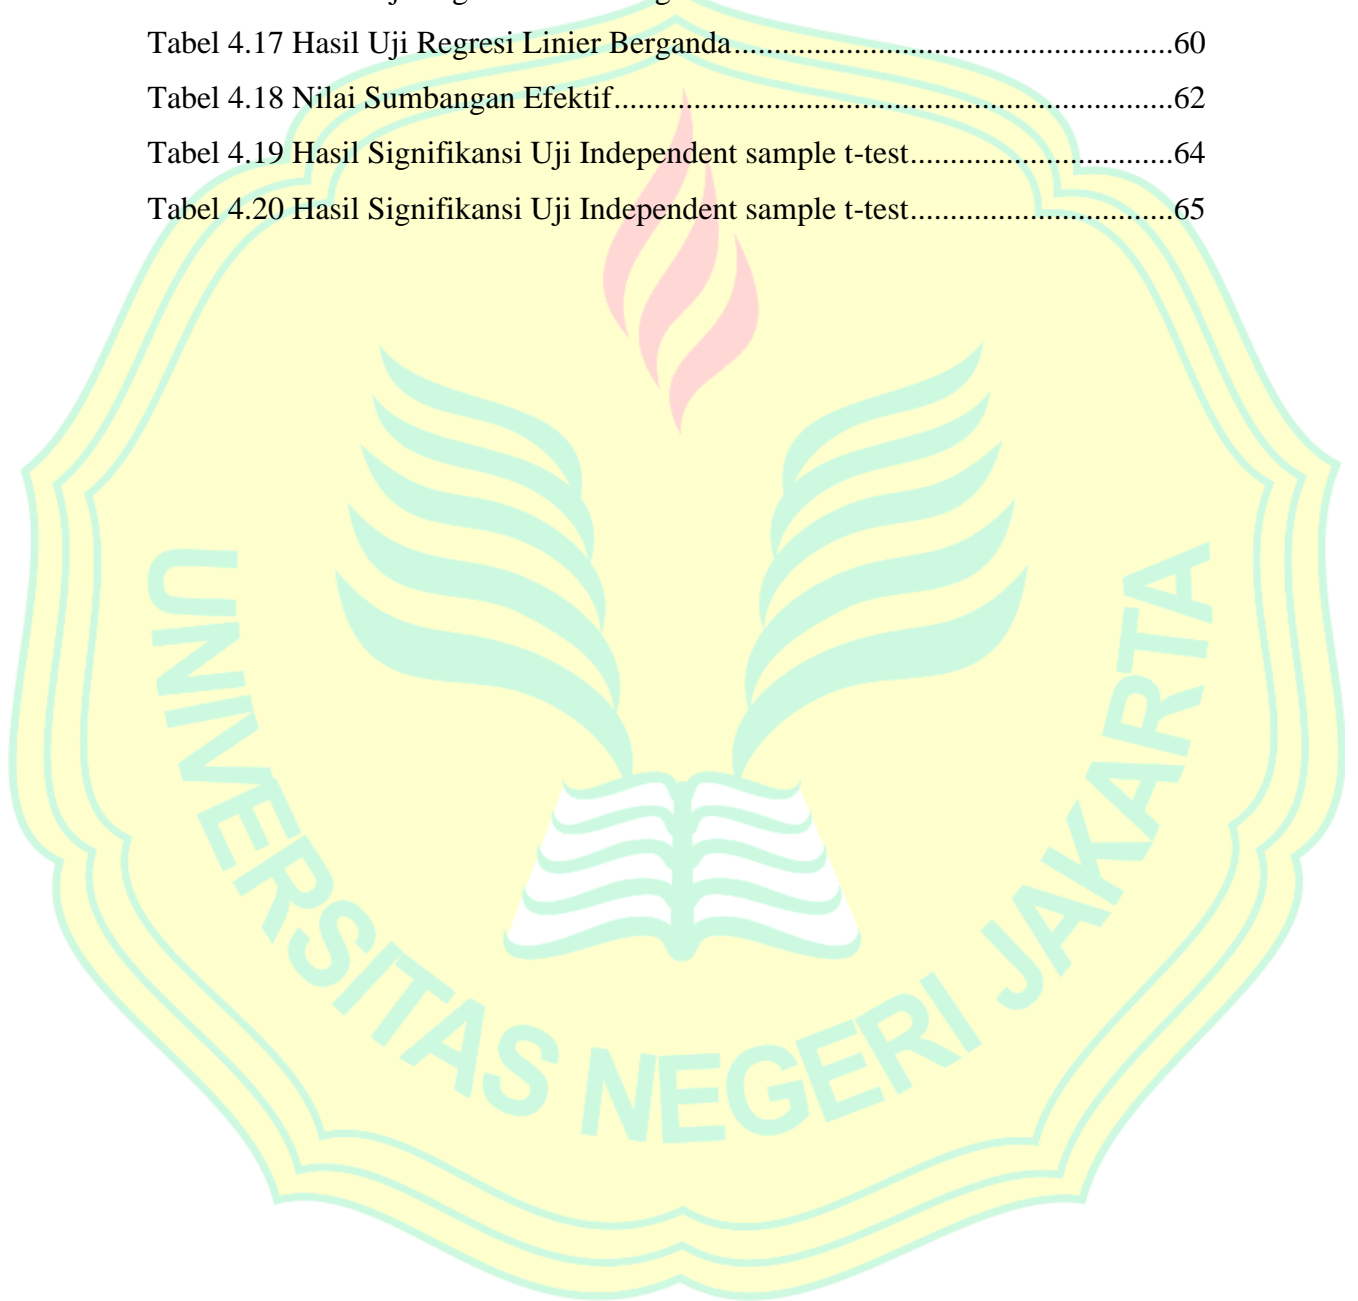 Tabel 4.17 Hasil Uji Regresi Linier Berganda...............................................................60
Tabel 4.18 Nilai Sumbangan Efektif................................................................................62
Tabel 4.19 Hasil Signifikansi Uji Independent sample t-test......................................64
Tabel 4.20 Hasil Signifikansi Uji Independent sample t-test......................................65
UNIVERSITAS NEGERI JAKARTA